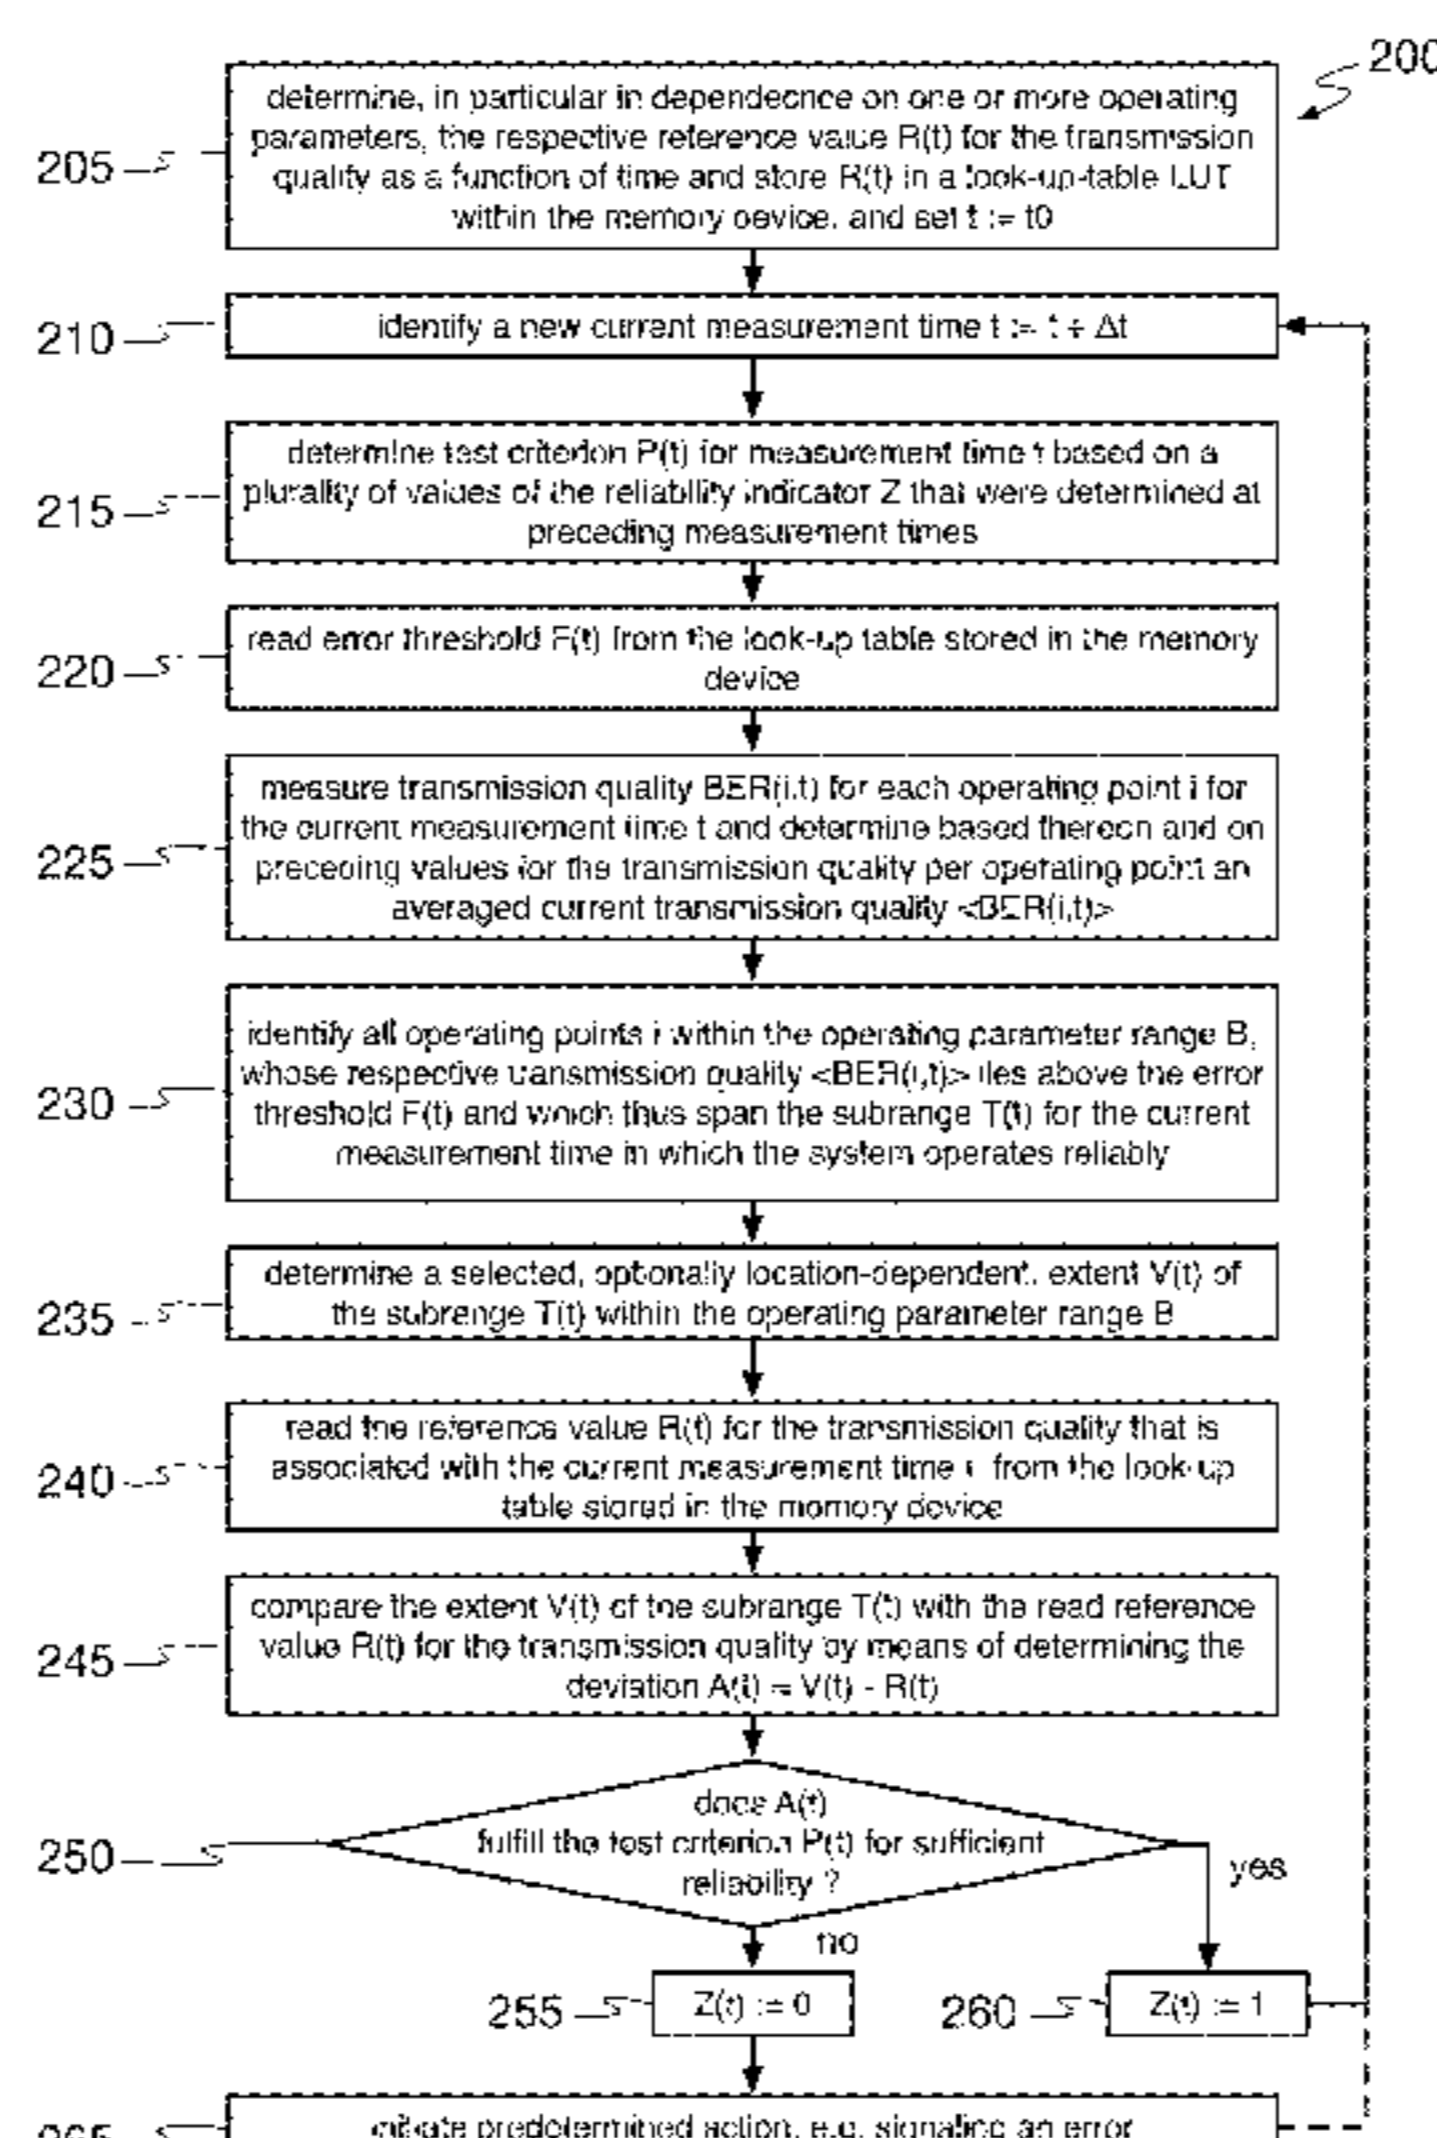 200
determine, in particular in dependecnce on one or more operating
parameters, the respective reference value R(t) for the transmission
quality as a function of time and store R(t) in a look-up-table LUT
within the memory device, and set t := t0
205
identify a new current measurement time t := t + Δt
210
determine test criterion P(t) for measurement time t based on a
plurality of values of the reliability indicator Z that were determined at
preceding measurement times
215
read error threshold F(t) from the look-up table stored in the memory
device
220
measure transmission quality BER(i,t) for each operating point i for
the current measurement time t and determine based thereon and on
preceding values for the transmission quality per operating point an
averaged current transmission quality <BER(i,t)>
225
identify all operating points i within the operating parameter range B,
whose respective transmission quality <BER(i,t)> lies above the error
threshold F(t) and which thus span the subrange T(t) for the current
measurement time in which the system operates reliably
230
determine a selected, optionally location-dependent, extent V(t) of
the subrange T(t) within the operating parameter range B
235
read the reference value R(t) for the transmission quality that is
associated with the current measurement time t from the look-up
table stored in the memory device
240
compare the extent V(t) of the subrange T(t) with the read reference
value R(t) for the transmission quality by means of determining the
deviation A(t) = V(t) - R(t)
245
does A(t)
fulfill the test criterion P(t) for sufficient
reliability ?
250
yes
no
255
Z(t) := 0
260
Z(t) := 1
predetermined action, e.g. signaling an error